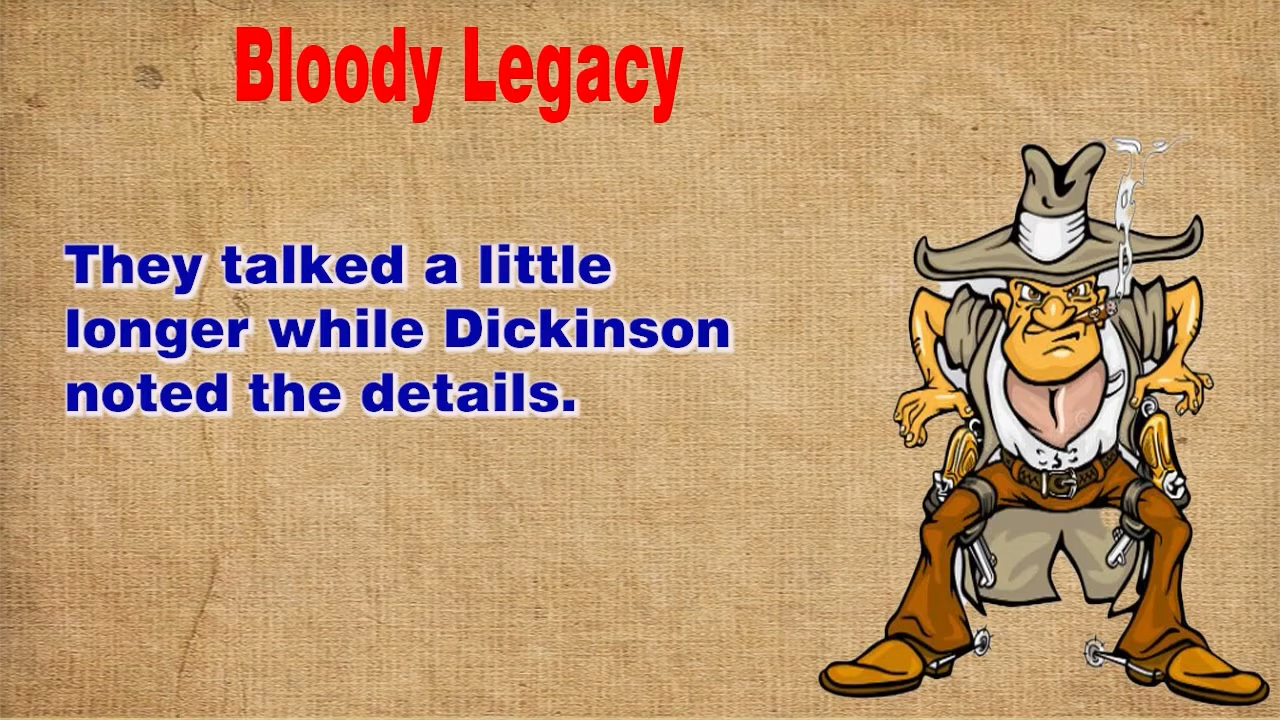 Bloody Legacy
They talked a little
longer while Dickinson
noted the details.